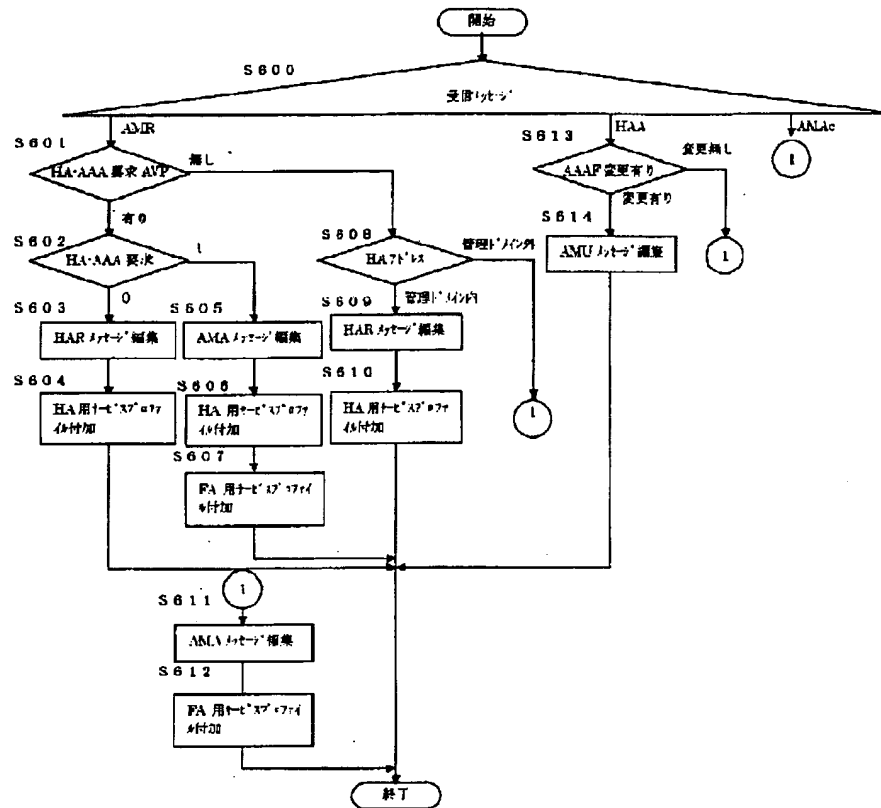 開始
S600
受信メッセージ
AMR
HAA
AMAc
S601
HA-AAA 要求 AVP
無し
有り
S613
AAAF 変更有り
変更無し
変更有り
1
S602
HA-AAA 要求
1
0
S608
HAアドレス
管理ドメイン外
管理ドメイン内
S614
AMU メッセージ編集
1
S603
HAR メッセージ編集
S605
AMA メッセージ編集
S609
HAR メッセージ編集
S604
HA 用サービスプロファ
イル付加
S606
HA 用サービスプロファ
イル付加
S610
HA 用サービスプロファ
イル付加
1
S607
FA 用サービスプロファイ
ル付加
1
S611
AMA メッセージ編集
S612
FA 用サービスプロファイ
ル付加
終了